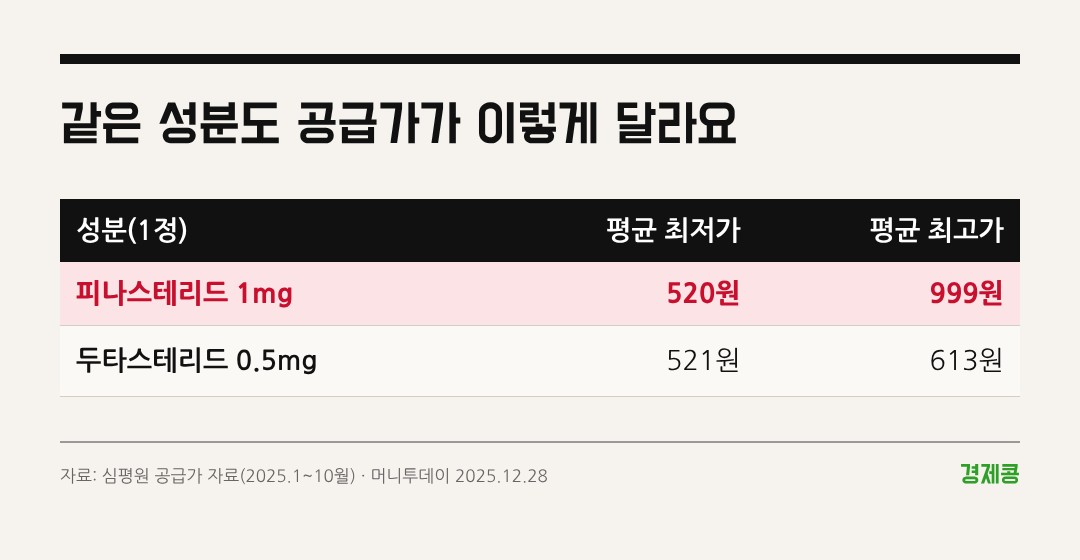 같은 성분도 공급가가 이렇게 달라요
성분(1정) 평균 최저가 평균 최고가
피나스테리드 1mg 520원 999원
두타스테리드 0.5mg 521원 613원
자료: 심평원 공급가 자료(2025.1~10월) · 머니투데이 2025.12.28 경제콩